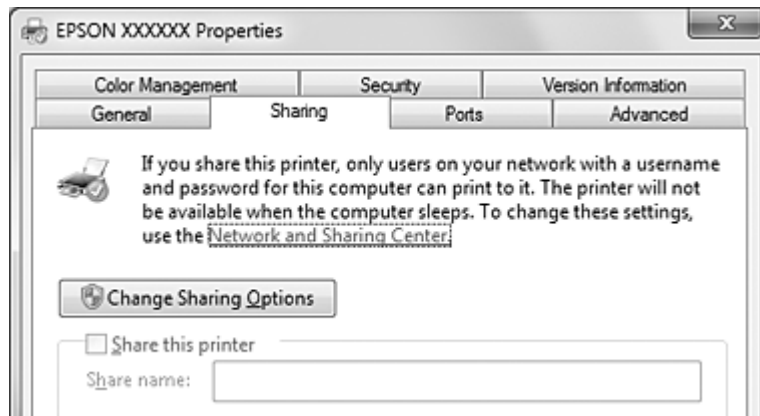 EPSON XXXXXX Properties
Color Management Security Version Information
General Sharing Ports Advanced
If you share this printer, only users on your network with a username
and password for this computer can print to it. The printer will not
be available when the computer sleeps. To change these settings,
use the Network and Sharing Center.
Change Sharing Options
Share this printer
Share name: